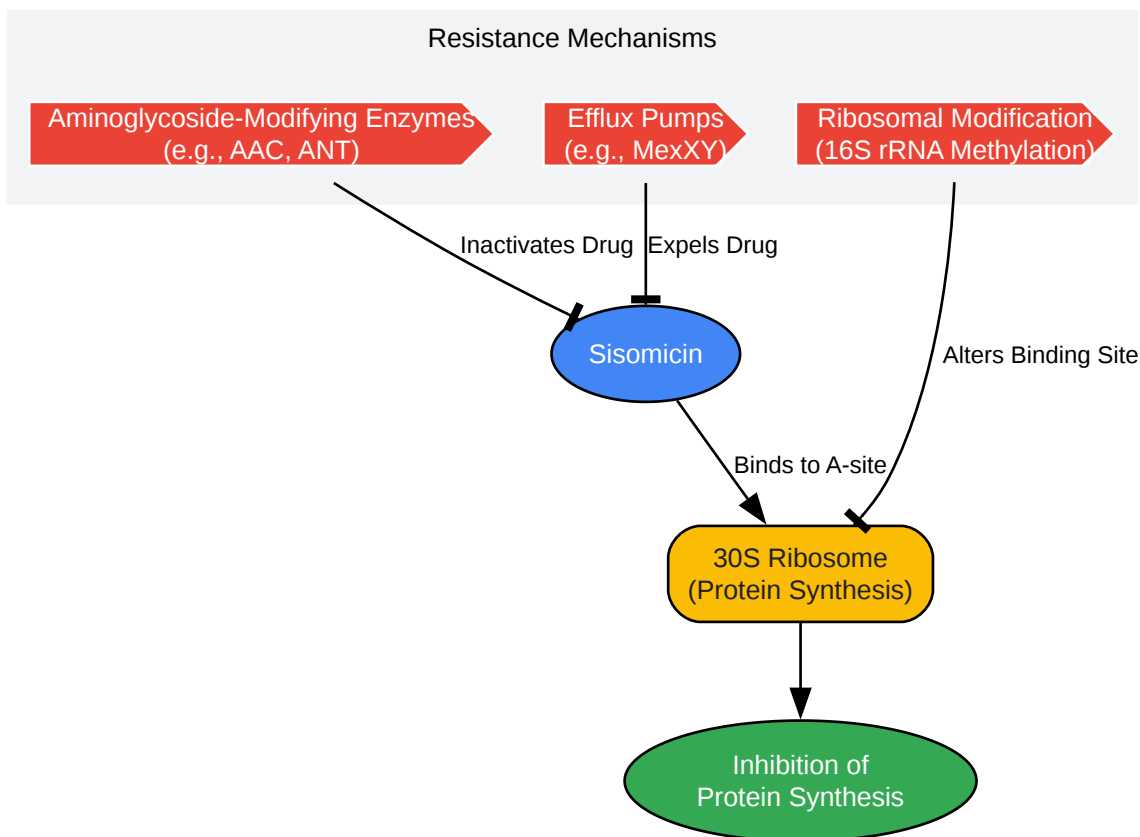 Resistance Mechanisms
Aminoglycoside-Modifying Enzymes
(e.g., AAC, ANT)
Efflux Pumps
(e.g., MexXY)
Ribosomal Modification
(16S rRNA Methylation)
Inactivates Drug
Expels Drug
Sisomicin
Alters Binding Site
Binds to A-site
30S Ribosome
(Protein Synthesis)
Inhibition of
Protein Synthesis